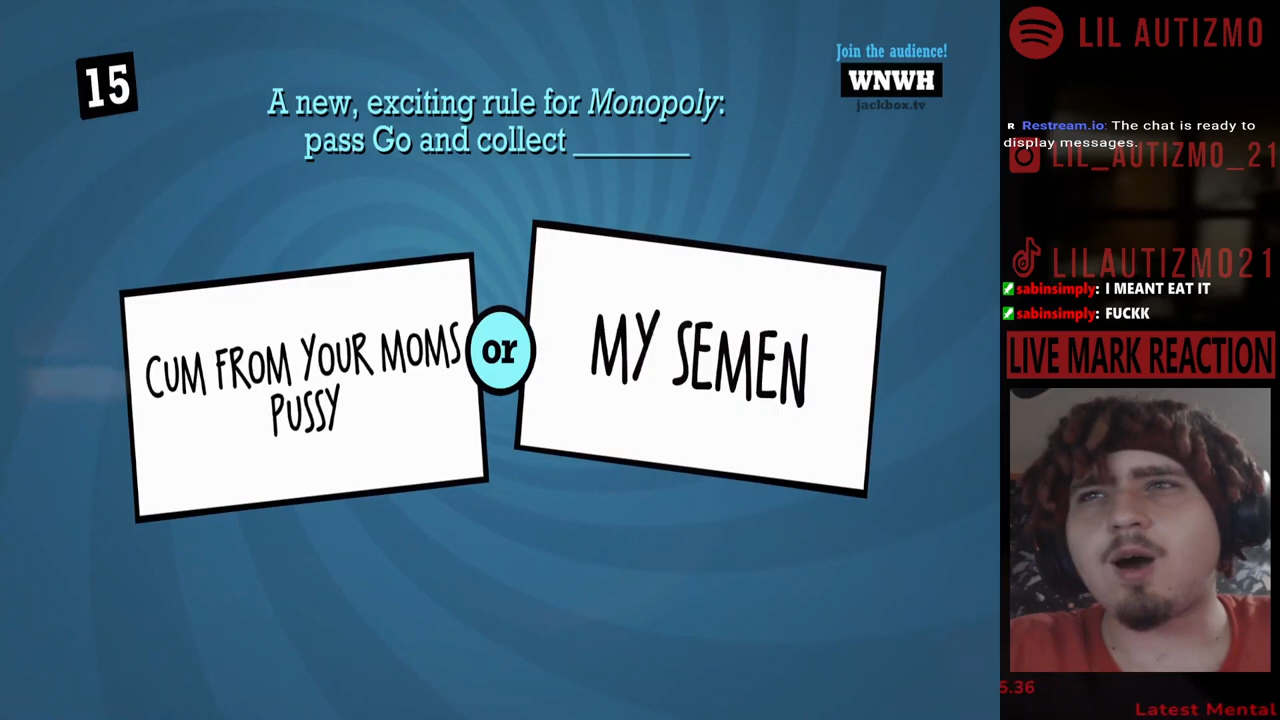 15
Join the audience!
WNWH
jackbox.tv
A new, exciting rule for Monopoly:
pass Go and collect ________
CUM FROM YOUR MOMS
PUSSY
or
MY SEMEN
LIL AUTIZMO
R Restream.io: The chat is ready to
display messages.
LIL_AUTIZMO_21
LILAUTIZMO21
sabinsimply: I MEANT EAT IT
sabinsimply: FUCKK
LIVE MARK REACTION
5.36
Latest Mental